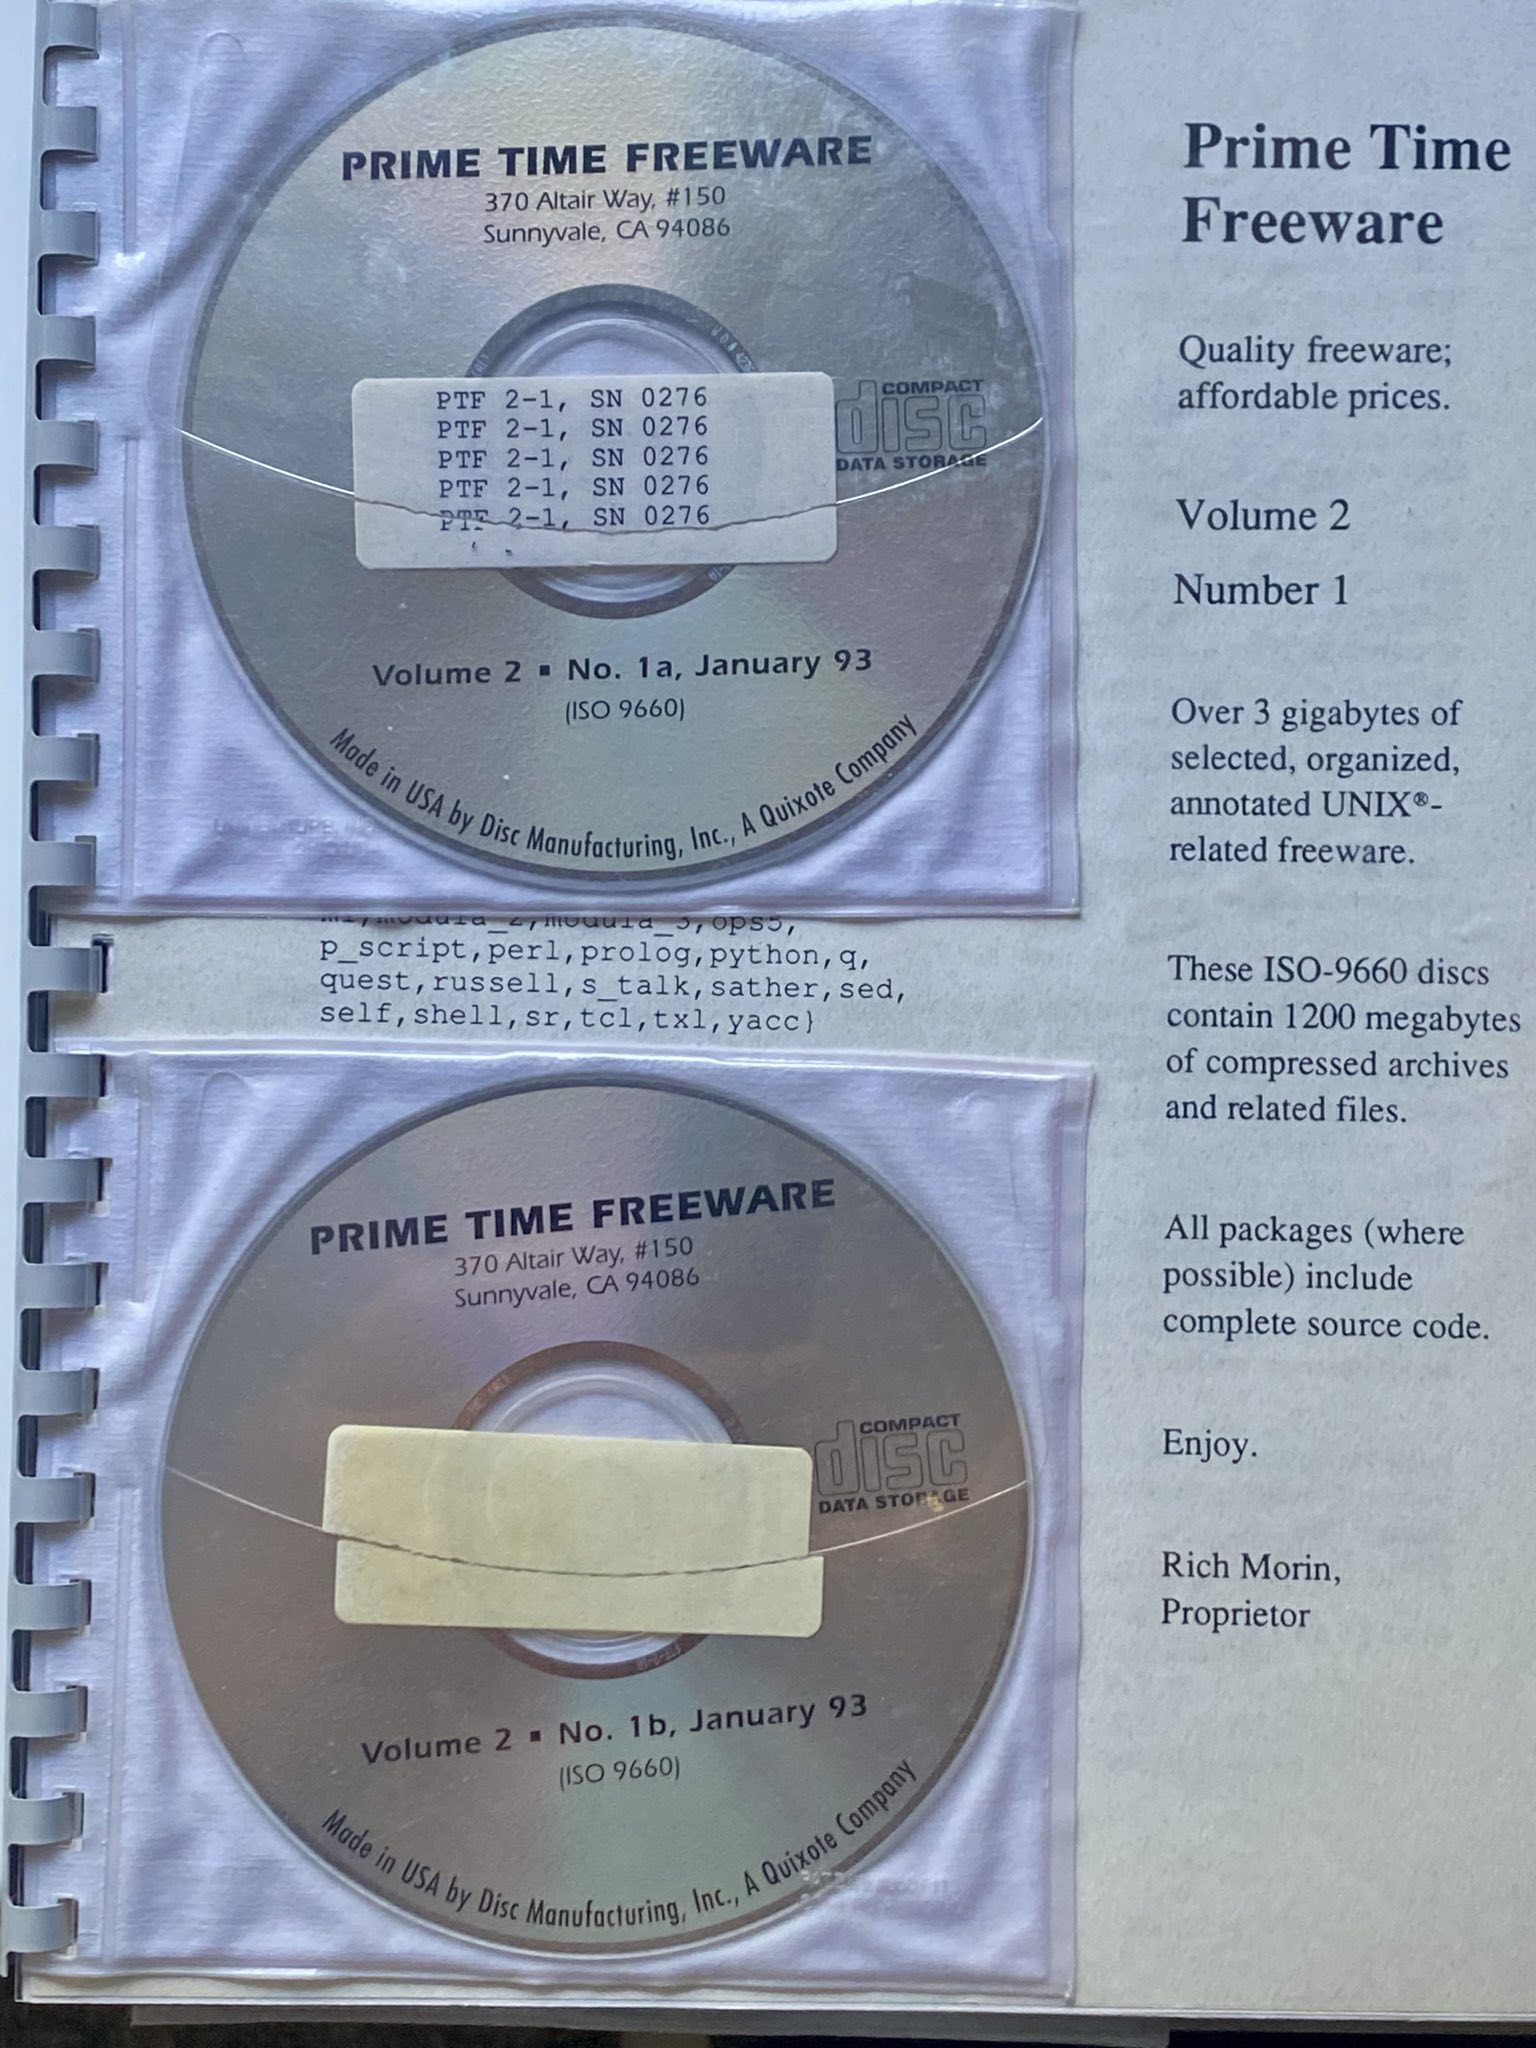 PRIME TIME FREEWARE
370 Altair Way, #150
Sunnyvale, CA 94086
COMPACT
disc
DATA STORAGE
PTF 2-1, SN 0276
PTF 2-1, SN 0276
PTF 2-1, SN 0276
PTF 2-1, SN 0276
PTF 2-1, SN 0276
Volume 2 ▪ No. 1a, January 93
(ISO 9660)
Made in USA by Disc Manufacturing, Inc., A Quixote Company
ml,modula_2,modula_3,ops5,
p_script,perl,prolog,python,q,
quest,russell,s_talk,sather,sed,
self,shell,sr,tcl,txl,yacc}
PRIME TIME FREEWARE
370 Altair Way, #150
Sunnyvale, CA 94086
COMPACT
disc
DATA STORAGE
Volume 2 ▪ No. 1b, January 93
(ISO 9660)
Made in USA by Disc Manufacturing, Inc., A Quixote Company
Prime Time
Freeware
Quality freeware;
affordable prices.
Volume 2
Number 1
Over 3 gigabytes of
selected, organized,
annotated UNIX®-
related freeware.
These ISO-9660 discs
contain 1200 megabytes
of compressed archives
and related files.
All packages (where
possible) include
complete source code.
Enjoy.
Rich Morin,
Proprietor